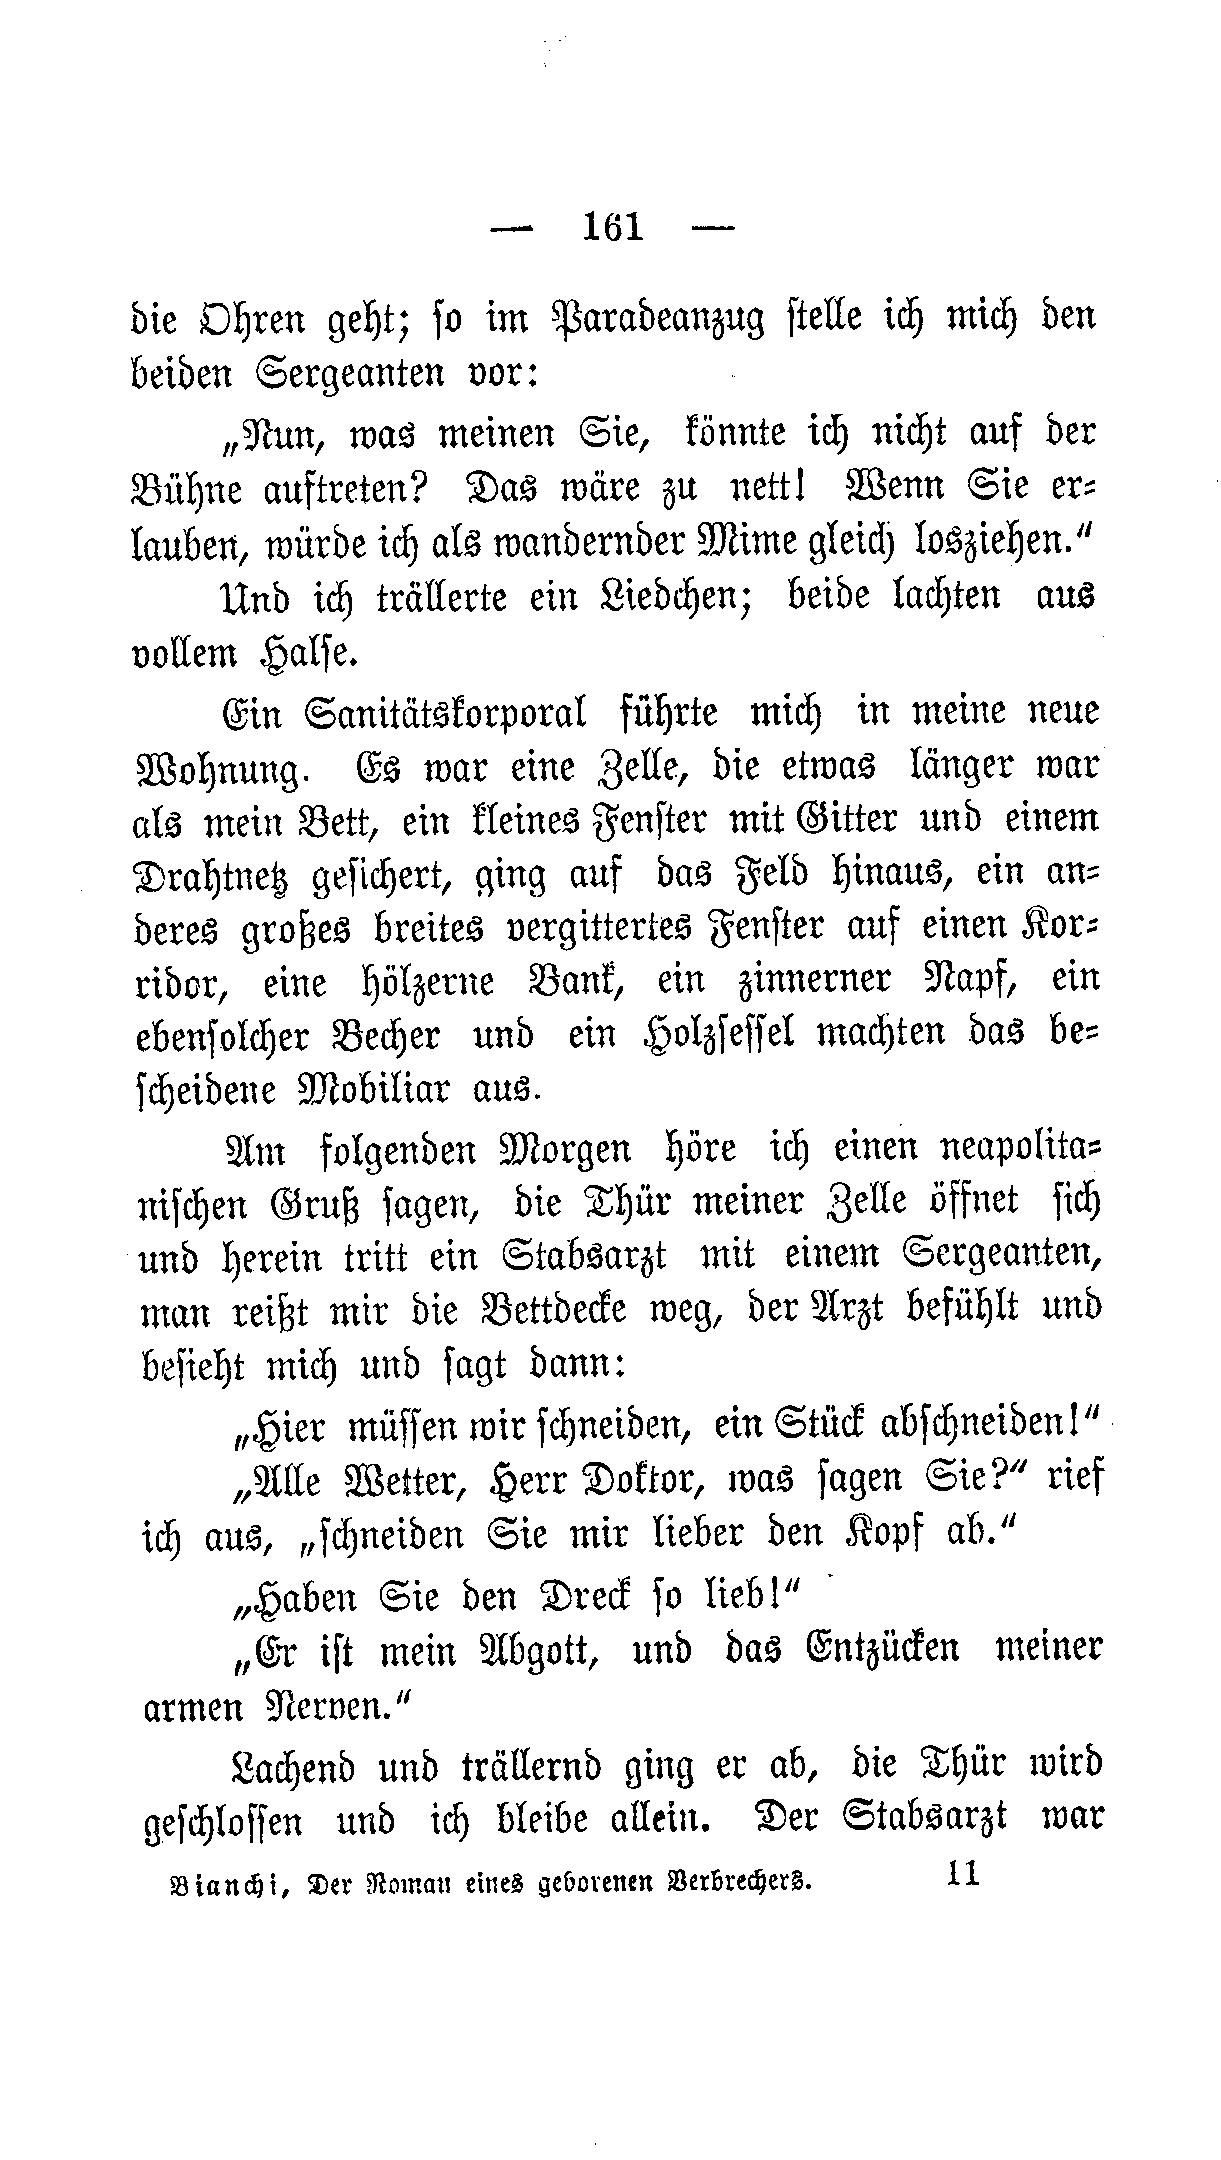 — 161 —
die Ohren geht; so im Paradeanzug stelle ich mich den
beiden Sergeanten vor:
„Nun, was meinen Sie, könnte ich nicht auf der
Bühne auftreten? Das wäre zu nett! Wenn Sie er-
lauben, würde ich als wandernder Mime gleich losziehen.“
Und ich trällerte ein Liedchen; beide lachten aus
vollem Halse.
Ein Sanitätskorporal führte mich in meine neue
Wohnung. Es war eine Zelle, die etwas länger war
als mein Bett, ein kleines Fenster mit Gitter und einem
Drahtnetz gesichert, ging auf das Feld hinaus, ein an-
deres großes breites vergittertes Fenster auf einen Kor-
ridor, eine hölzerne Bank, ein zinnerner Napf, ein
ebensolcher Becher und ein Holzsessel machten das be-
scheidene Mobiliar aus.
Am folgenden Morgen höre ich einen neapolita-
nischen Gruß sagen, die Thür meiner Zelle öffnet sich
und herein tritt ein Stabsarzt mit einem Sergeanten,
man reißt mir die Bettdecke weg, der Arzt befühlt und
besieht mich und sagt dann:
„Hier müssen wir schneiden, ein Stück abschneiden!“
„Alle Wetter, Herr Doktor, was sagen Sie?“ rief
ich aus, „schneiden Sie mir lieber den Kopf ab.“
„Haben Sie den Dreck so lieb!“
„Er ist mein Abgott, und das Entzücken meiner
armen Nerven.“
Lachend und trällernd ging er ab, die Thür wird
geschlossen und ich bleibe allein. Der Stabsarzt war
Bianchi, Der Roman eines geborenen Verbrechers. 11